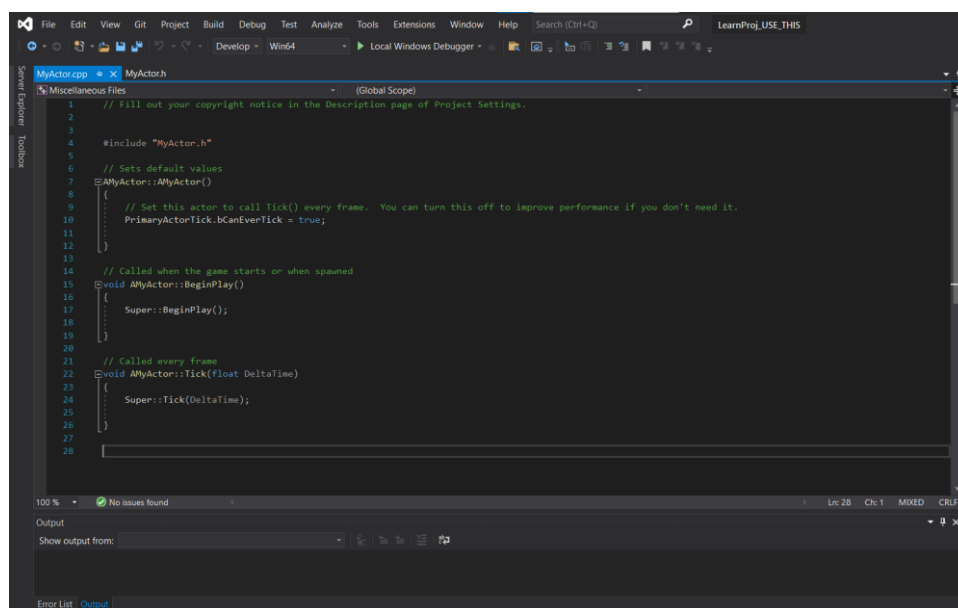 File Edit View Git Project Build Debug Test Analyze Tools Extensions Window Help Search (Ctrl+Q) LearnProj_USE_THIS
Develop Win64 Local Windows Debugger
Server Explorer
Toolbox
MyActor.cpp MyActor.h
Miscellaneous Files (Global Scope)
1 // Fill out your copyright notice in the Description page of Project Settings.
2
3
4 #include "MyActor.h"
5
6 // Sets default values
7 AMyActor::AMyActor()
8 {
9 // Set this actor to call Tick() every frame.  You can turn this off to improve performance if you don't need it.
10 PrimaryActorTick.bCanEverTick = true;
11
12 }
13
14 // Called when the game starts or when spawned
15 void AMyActor::BeginPlay()
16 {
17 Super::BeginPlay();
18
19 }
20
21 // Called every frame
22 void AMyActor::Tick(float DeltaTime)
23 {
24 Super::Tick(DeltaTime);
25
26 }
27
28
100 % No issues found Ln: 28 Ch: 1 MIXED CRLF
Output
Show output from:
Error List Output